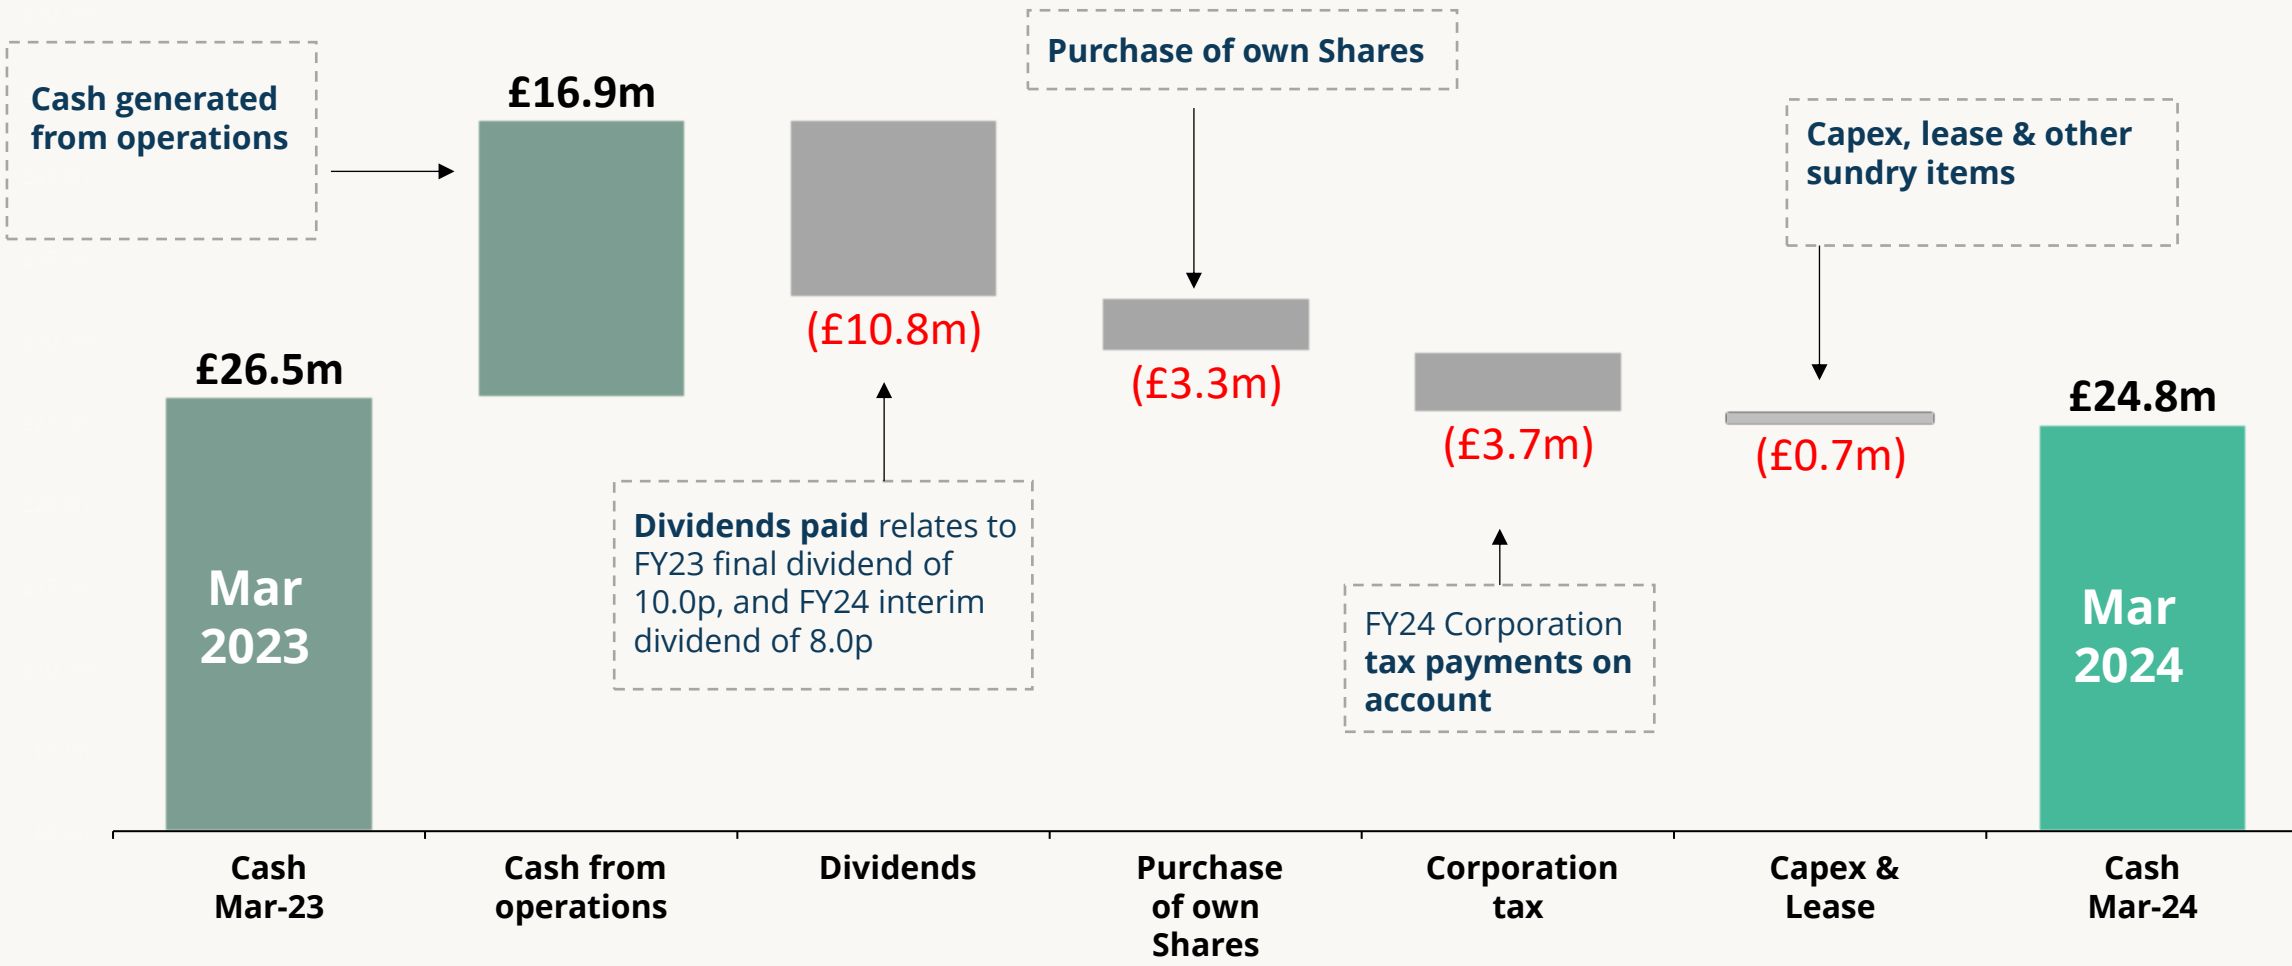 Purchase of own Shares
Cash generated
from operations
£16.9m
Capex, lease & other
sundry items
(£10.8m)
£26.5m
(£3.3m)
£24.8m
(£3.7m)
(£0.7m)
Dividends paid relates to
FY23 final dividend of
10.0p, and FY24 interim
dividend of 8.0p
Mar
2023
FY24 Corporation
tax payments on
account
Mar
2024
Cash
Mar-23
Cash from
operations
Dividends
Purchase
of own
Shares
Corporation
tax
Capex &
Lease
Cash
Mar-24